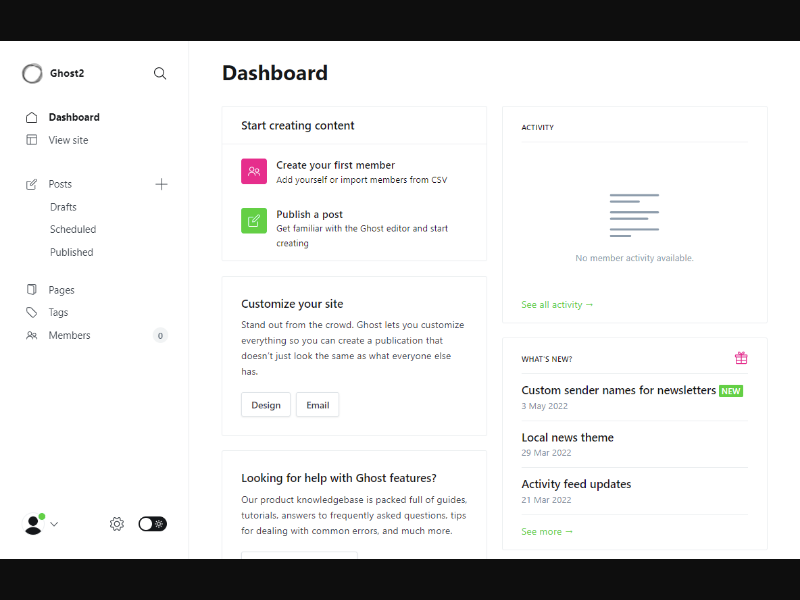 Ghost2
Dashboard
View site
Posts
Drafts
Scheduled
Published
Pages
Tags
Members
0
Dashboard
Start creating content
Create your first member
Add yourself or import members from CSV
Publish a post
Get familiar with the Ghost editor and start
creating
Customize your site
Stand out from the crowd. Ghost lets you customize
everything so you can create a publication that
doesn't just look the same as what everyone else
has.
Design
Email
Looking for help with Ghost features?
Our product knowledgebase is packed full of guides,
tutorials, answers to frequently asked questions, tips
for dealing with common errors, and much more.
ACTIVITY
No member activity available.
See all activity →
WHAT'S NEW?
Custom sender names for newsletters NEW
3 May 2022
Local news theme
29 Mar 2022
Activity feed updates
21 Mar 2022
See more →